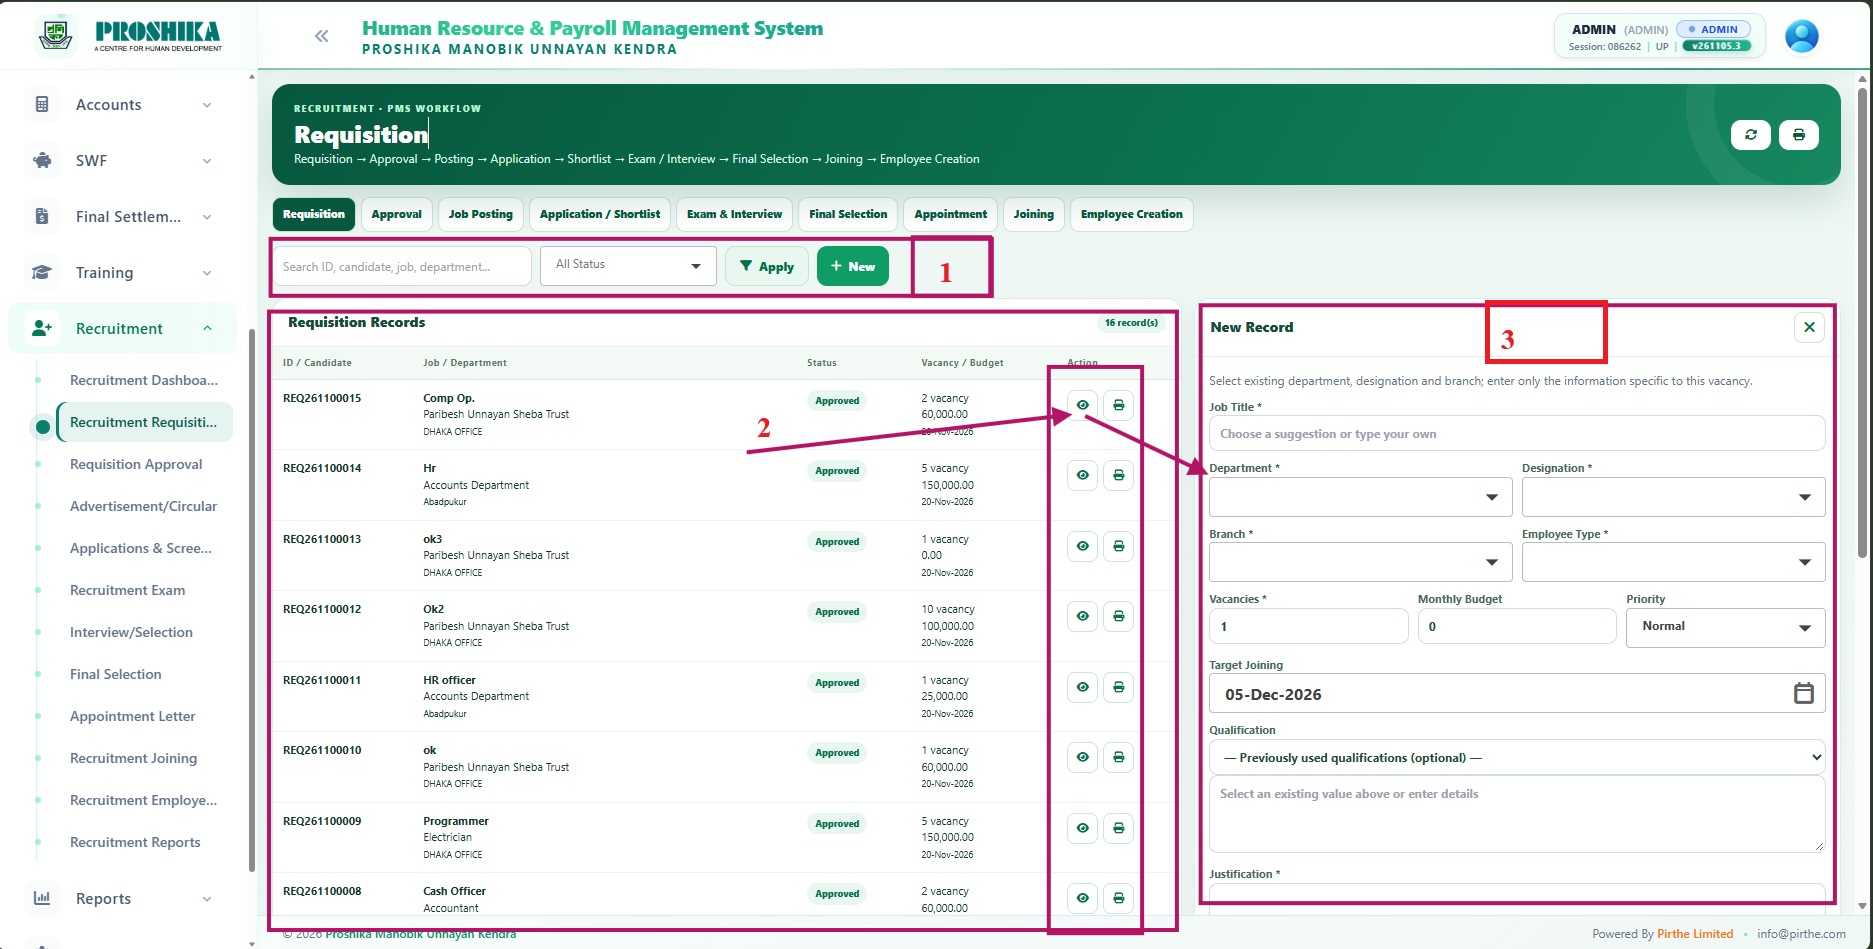 PROSHIKA
A CENTRE FOR HUMAN DEVELOPMENT
Human Resource & Payroll Management System
PROSHIKA MANOBIK UNNAYAN KENDRA
ADMIN (ADMIN) ADMIN
Session: 086262 | UP | v261105.3
Accounts
SWF
Final Settlem...
Training
Recruitment
Recruitment Dashboa...
Recruitment Requisiti...
Requisition Approval
Advertisement/Circular
Applications & Scree...
Recruitment Exam
Interview/Selection
Final Selection
Appointment Letter
Recruitment Joining
Recruitment Employe...
Recruitment Reports
Reports
RECRUITMENT • PMS WORKFLOW
Requisition
Requisition → Approval → Posting → Application → Shortlist → Exam / Interview → Final Selection → Joining → Employee Creation
Requisition Approval Job Posting Application / Shortlist Exam & Interview Final Selection Appointment Joining Employee Creation
Search ID, candidate, job, department... All Status Apply + New 1
Requisition Records 16 record(s)
ID / Candidate Job / Department Status Vacancy / Budget Action
REQ261100015 Comp Op. Approved 2 vacancy
Paribesh Unnayan Sheba Trust 60,000.00
DHAKA OFFICE 20-Nov-2026
2
REQ261100014 Hr Approved 5 vacancy
Accounts Department 150,000.00
Abadpukur 20-Nov-2026
REQ261100013 ok3 Approved 1 vacancy
Paribesh Unnayan Sheba Trust 0.00
DHAKA OFFICE 20-Nov-2026
REQ261100012 Ok2 Approved 10 vacancy
Paribesh Unnayan Sheba Trust 100,000.00
DHAKA OFFICE 20-Nov-2026
REQ261100011 HR officer Approved 1 vacancy
Accounts Department 25,000.00
Abadpukur 20-Nov-2026
REQ261100010 ok Approved 1 vacancy
Paribesh Unnayan Sheba Trust 60,000.00
DHAKA OFFICE 20-Nov-2026
REQ261100009 Programmer Approved 5 vacancy
Electrician 150,000.00
DHAKA OFFICE 20-Nov-2026
REQ261100008 Cash Officer Approved 2 vacancy
Accountant 60,000.00
New Record 3
Select existing department, designation and branch; enter only the information specific to this vacancy.
Job Title *
Choose a suggestion or type your own
Department * Designation *
Branch * Employee Type *
Vacancies * Monthly Budget Priority
1 0 Normal
Target Joining
05-Dec-2026
Qualification
— Previously used qualifications (optional) —
Select an existing value above or enter details
Justification *
© 2026 Proshika Manobik Unnayan Kendra
Powered By Pirthe Limited • info@pirthe.com